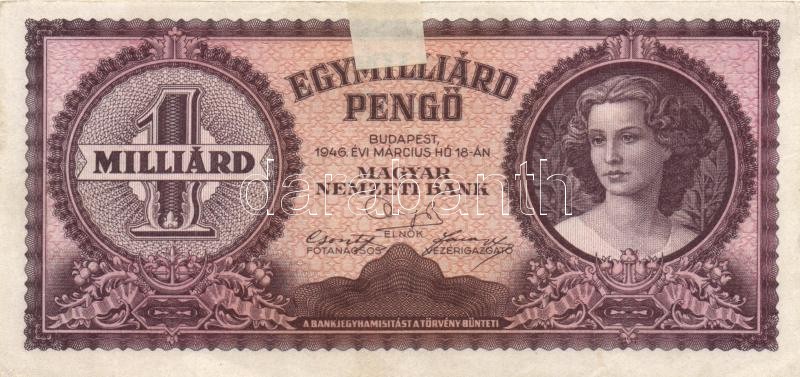 EGYMILLIÁRD
PENGŐ
BUDAPEST,
1946. ÉVI MÁRCIUS HÓ 18-ÁN
MAGYAR
NEMZETI BANK
ELNÖK
FŐTANÁCSOS
VEZÉRIGAZGATÓ
1
MILLIÁRD
A BANKJEGYHAMISITÁST A TÖRVÉNY BÜNTETI
darabanth